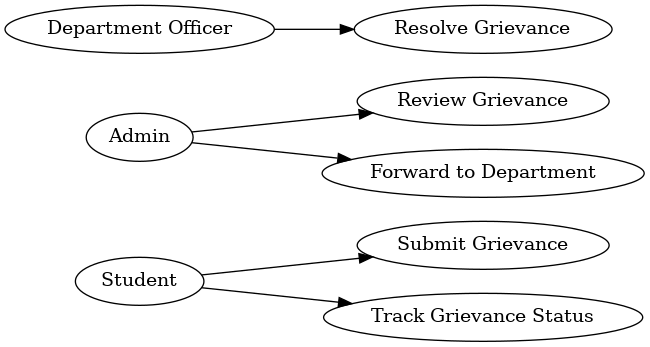 Department Officer
Resolve Grievance
Admin
Review Grievance
Forward to Department
Student
Submit Grievance
Track Grievance Status